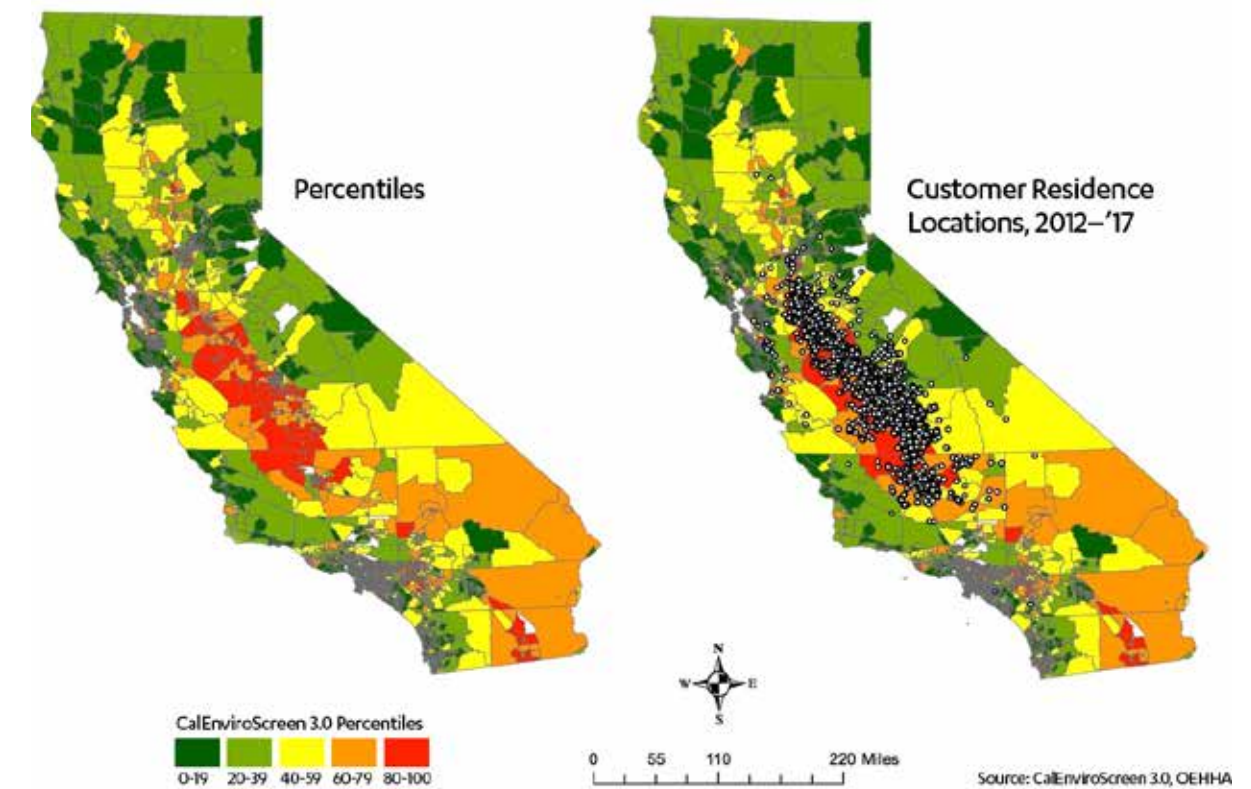 Percentiles
Customer Residence
Locations, 2012–'17
N
W E
S
CalEnviroScreen 3.0 Percentiles
0-19 20-39 40-59 60-79 80-100
0 55 110 220 Miles
Source: CalEnviroScreen 3.0, OEHHA